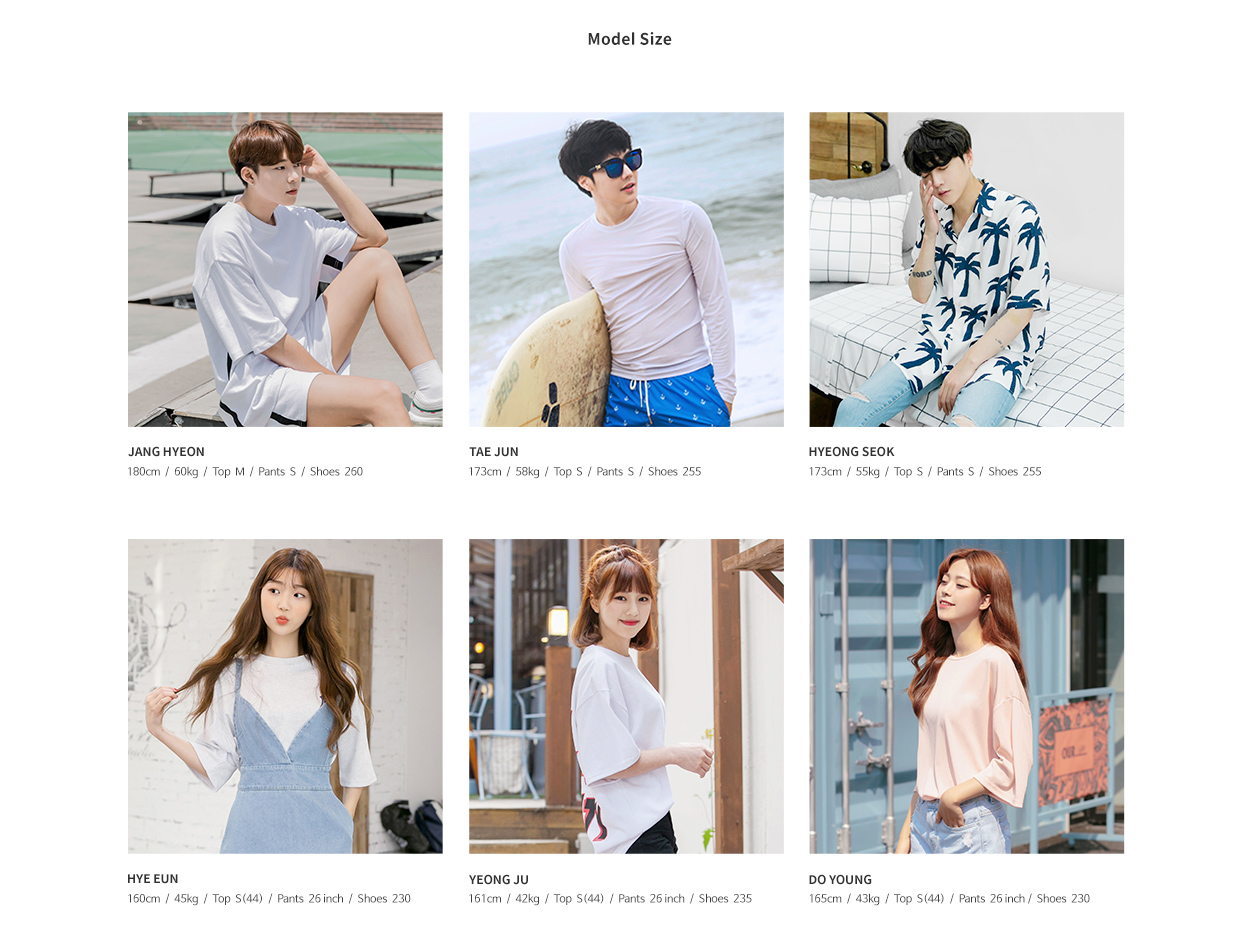 Model Size
JANG HYEON
180cm / 60kg / Top M / Pants S / Shoes 260
TAE JUN
173cm / 58kg / Top S / Pants S / Shoes 255
HYEONG SEOK
173cm / 55kg / Top S / Pants S / Shoes 255
HYE EUN
160cm / 45kg / Top S(44) / Pants 26 inch / Shoes 230
YEONG JU
161cm / 42kg / Top S(44) / Pants 26 inch / Shoes 235
DO YOUNG
165cm / 43kg / Top S(44) / Pants 26 inch / Shoes 230
OUR